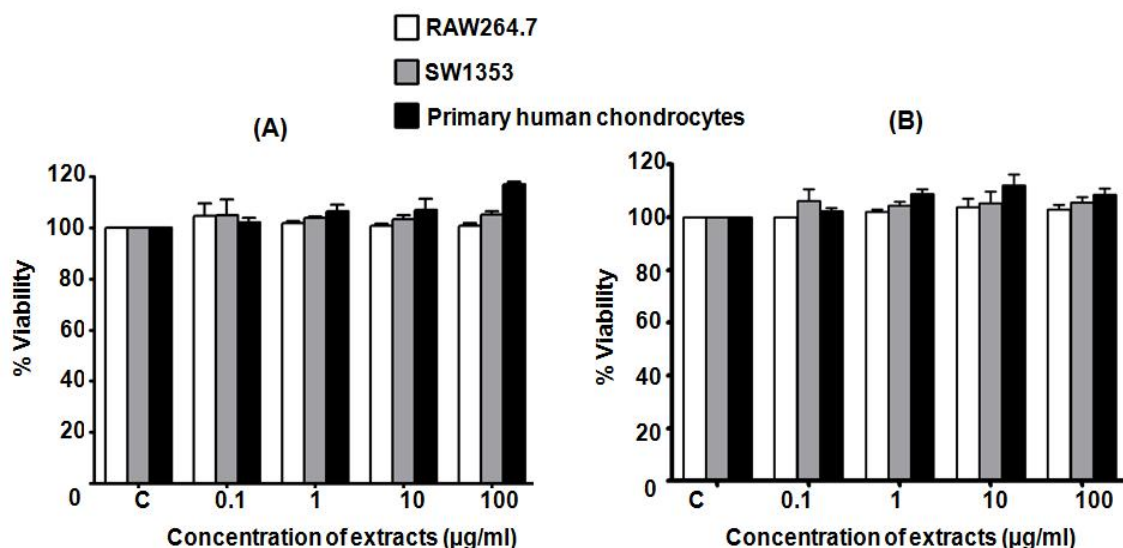 RAW264.7
SW1353
Primary human chondrocytes
(A)
120
100
80
60
40
20
0
% Viability
C 0.1 1 10 100
Concentration of extracts (µg/ml)
(B)
120
100
80
60
40
20
0
% Viability
C 0.1 1 10 100
Concentration of extracts (µg/ml)